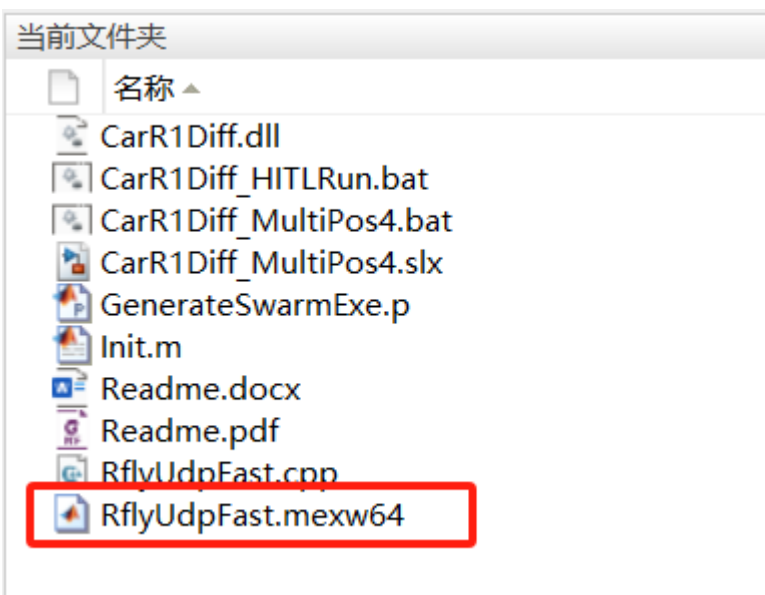 当前文件夹
名称
CarR1Diff.dll
CarR1Diff_HITLRun.bat
CarR1Diff_MultiPos4.bat
CarR1Diff_MultiPos4.slx
GenerateSwarmExe.p
Init.m
Readme.docx
Readme.pdf
RflyUdpFast.cpp
RflyUdpFast.mexw64